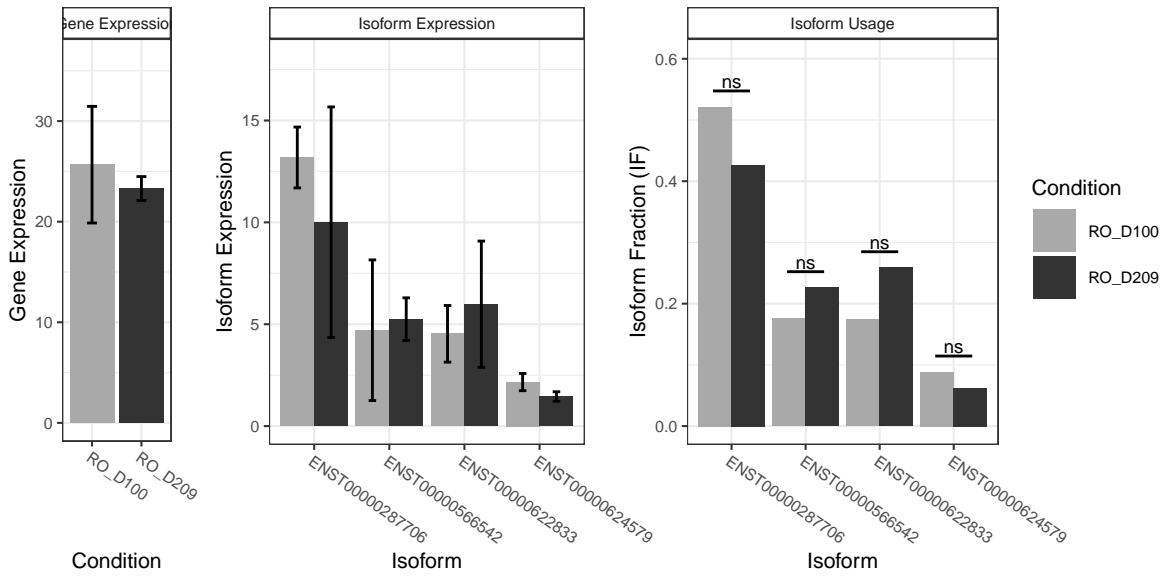 Gene Expression
Isoform Expression
Isoform Usage
Gene Expression
0
10
20
30
RO_D100
RO_D209
Condition
Isoform Expression
0
5
10
15
ENST00000287706
ENST00000566542
ENST00000622833
ENST00000624579
Isoform
Isoform Fraction (IF)
0.0
0.2
0.4
0.6
ns
ns
ns
ns
ENST00000287706
ENST00000566542
ENST00000622833
ENST00000624579
Isoform
Condition
RO_D100
RO_D209